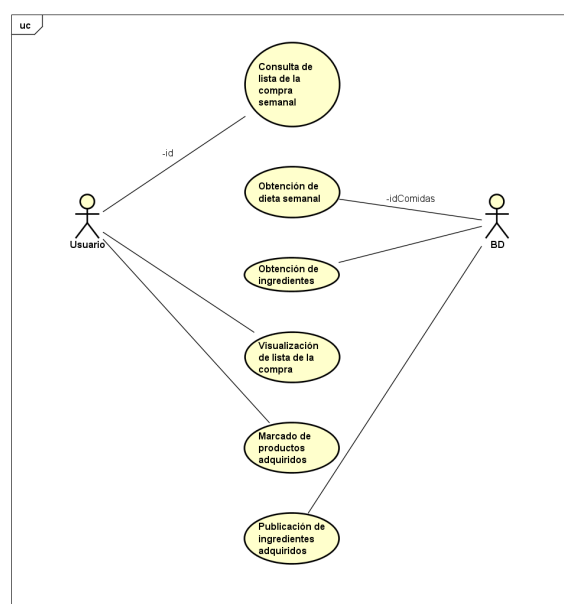 uc
Consulta de
lista de la
compra
semanal
-id
Obtención de
dieta semanal
-idComidas
Usuario
BD
Obtención de
ingredientes
Visualización
de lista de la
compra
Marcado de
productos
adquiridos
Publicación de
ingredientes
adquiridos